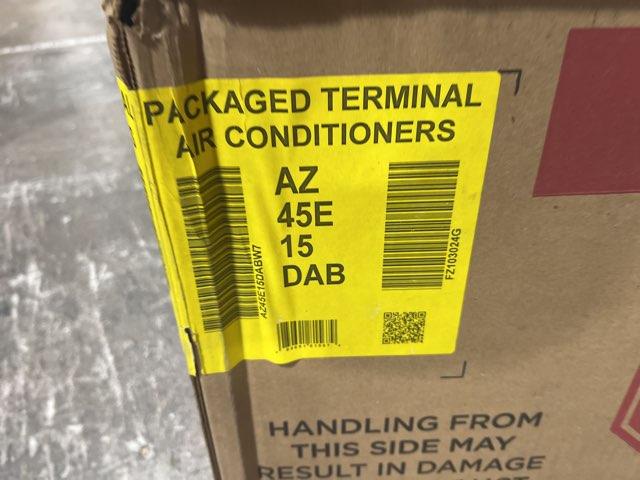 PACKAGED TERMINAL
AIR CONDITIONERS
AZ
45E
15
DAB
AZ45E15DABW7
FZ103024G
HANDLING FROM
THIS SIDE MAY
RESULT IN DAMAGE